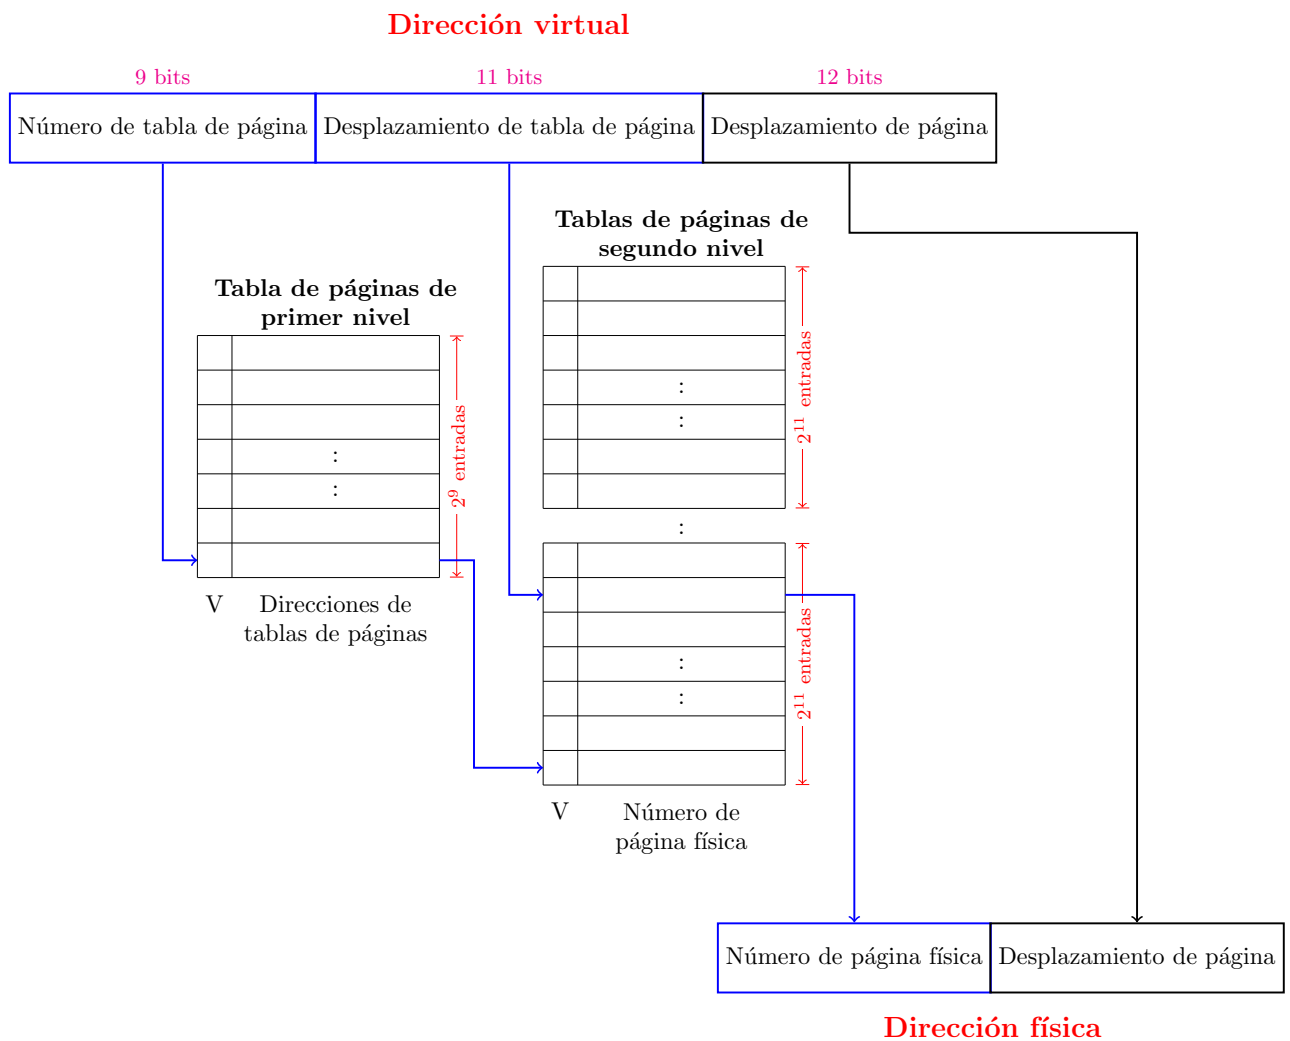 Dirección virtual
9 bits
11 bits
12 bits
Número de tabla de página
Desplazamiento de tabla de página
Desplazamiento de página
Tablas de páginas de
segundo nivel
Tabla de páginas de
primer nivel
:
:
2^9 entradas
V
Direcciones de
tablas de páginas
:
:
2^11 entradas
:
:
:
2^11 entradas
V
Número de
página física
Número de página física
Desplazamiento de página
Dirección física